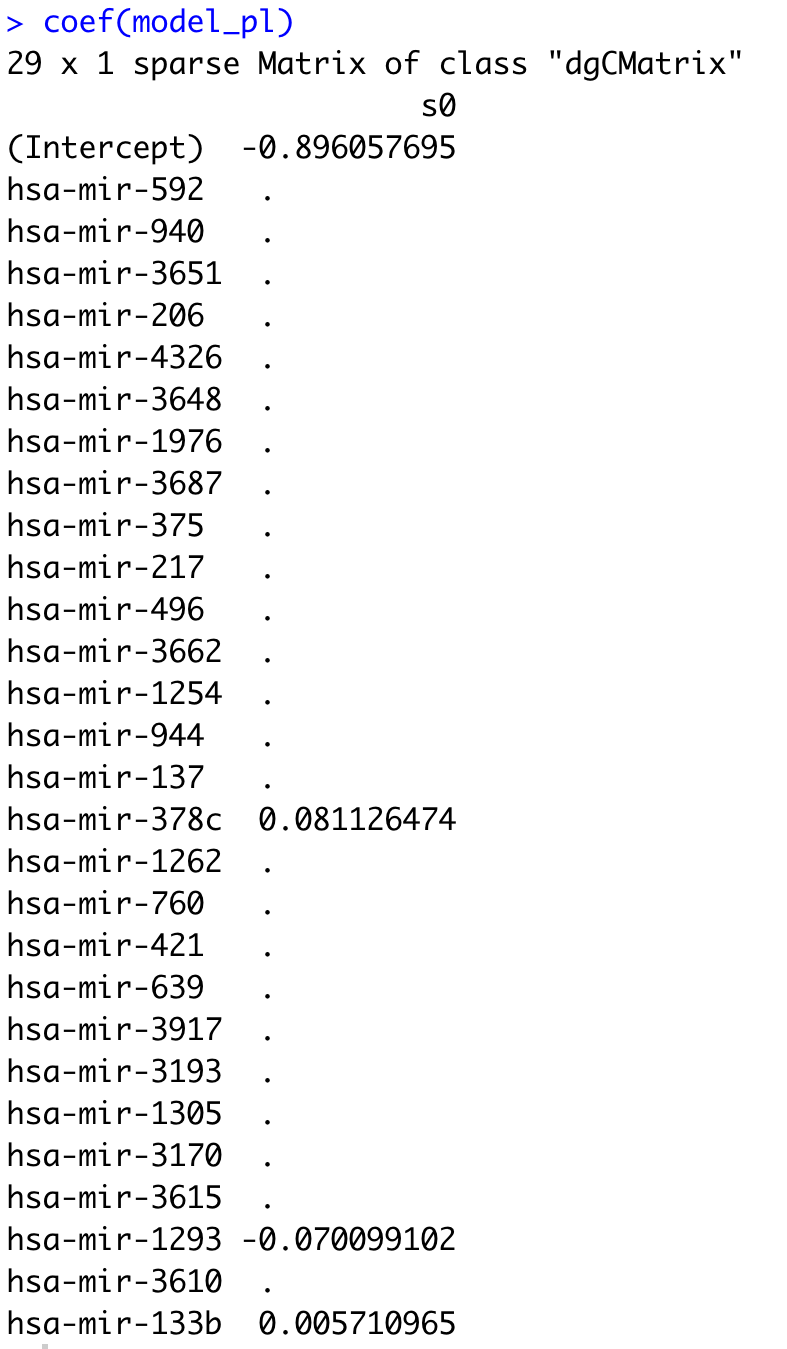 > coef(model_pl)
29 x 1 sparse Matrix of class "dgCMatrix"
s0
(Intercept) -0.896057695
hsa-mir-592 .
hsa-mir-940 .
hsa-mir-3651 .
hsa-mir-206 .
hsa-mir-4326 .
hsa-mir-3648 .
hsa-mir-1976 .
hsa-mir-3687 .
hsa-mir-375 .
hsa-mir-217 .
hsa-mir-496 .
hsa-mir-3662 .
hsa-mir-1254 .
hsa-mir-944 .
hsa-mir-137 .
hsa-mir-378c 0.081126474
hsa-mir-1262 .
hsa-mir-760 .
hsa-mir-421 .
hsa-mir-639 .
hsa-mir-3917 .
hsa-mir-3193 .
hsa-mir-1305 .
hsa-mir-3170 .
hsa-mir-3615 .
hsa-mir-1293 -0.070099102
hsa-mir-3610 .
hsa-mir-133b 0.005710965